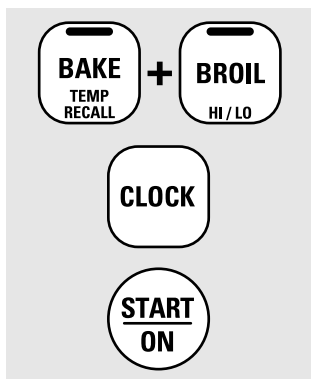 BAKE
TEMP
RECALL
+
BROIL
HI / LO
CLOCK
START
ON